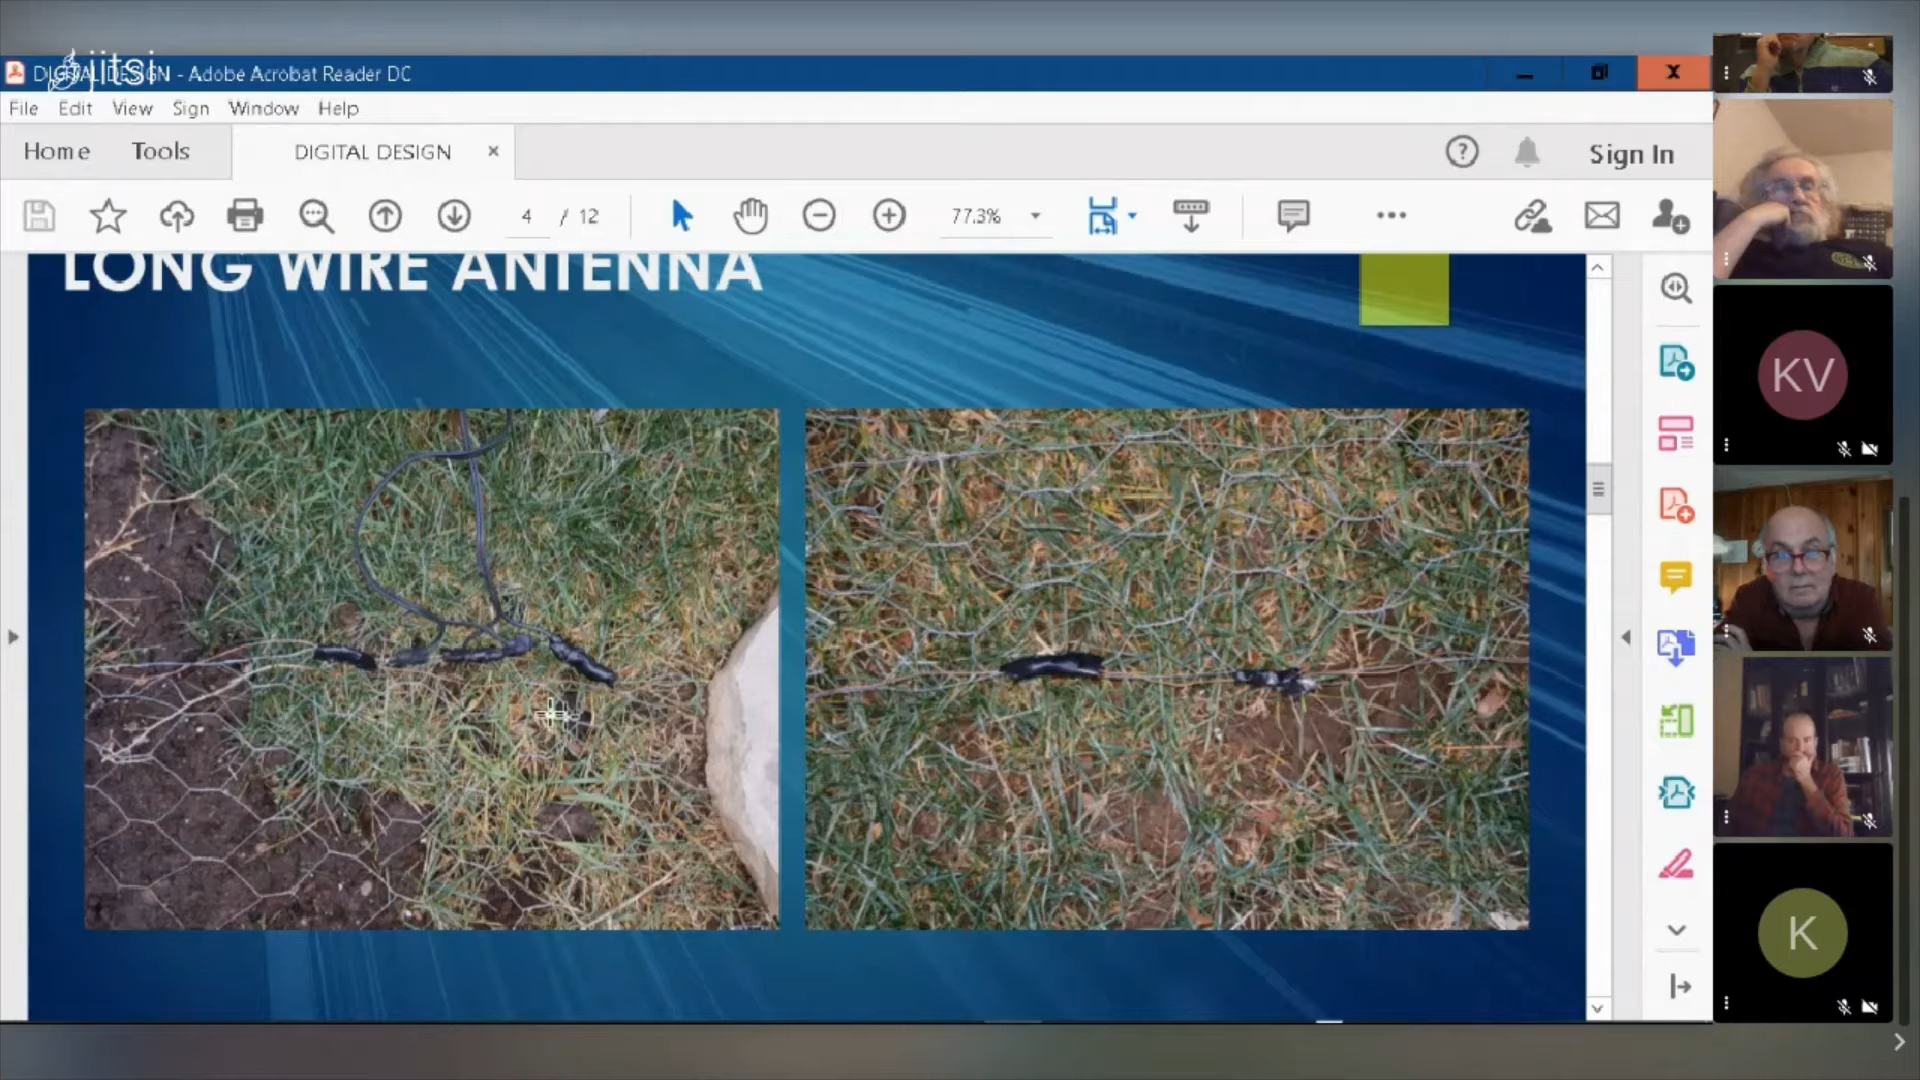 jitsi
DIGITAL DESIGN - Adobe Acrobat Reader DC
File Edit View Sign Window Help
Home Tools DIGITAL DESIGN × Sign In
4 / 12 77.3%
LONG WIRE ANTENNA
KV
K